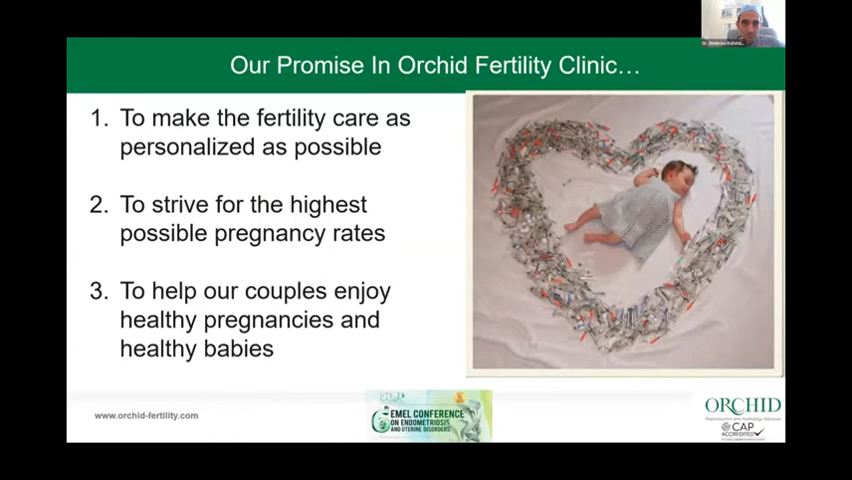 Our Promise In Orchid Fertility Clinic...
1. To make the fertility care as
personalized as possible
2. To strive for the highest
possible pregnancy rates
3. To help our couples enjoy
healthy pregnancies and
healthy babies
www.orchid-fertility.com
EMEL CONFERENCE
ON ENDOMETRIOSIS
AND UTERINE DISORDERS
ORCHID
CAP
ACCREDITED